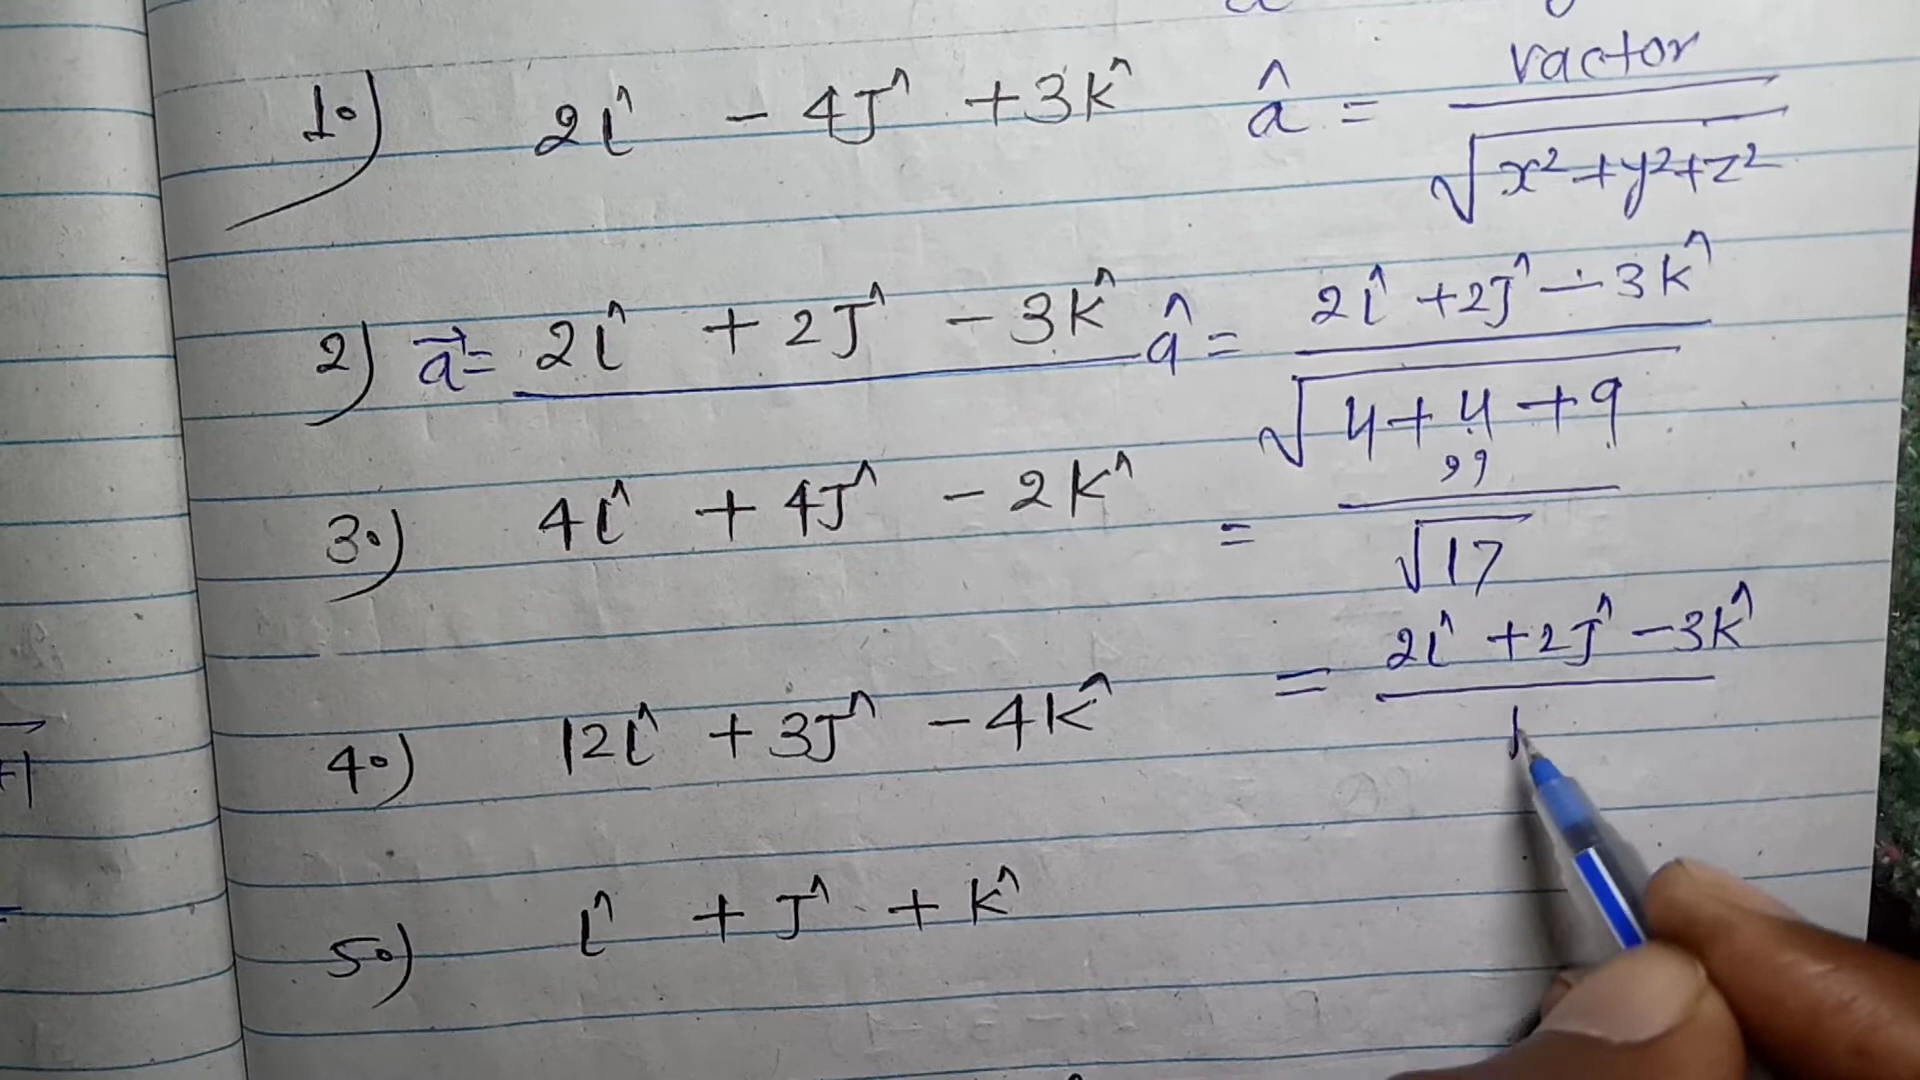 1.) 2î - 4ĵ + 3k̂
â = vactor / √x²+y²+z²
2) a⃗ = 2î + 2ĵ - 3k̂
â = 2î + 2ĵ - 3k̂ / √4+4+9
= ,, / √17
= 2î + 2ĵ - 3k̂ /
3.) 4î + 4ĵ - 2k̂
4.) 12î + 3ĵ - 4k̂
5.) î + ĵ + k̂
+1